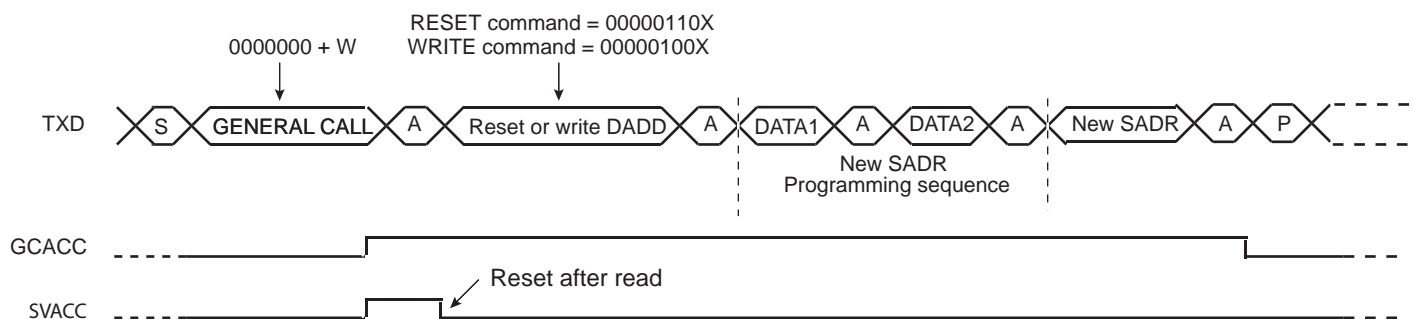 RESET command = 00000110X
0000000 + W
WRITE command = 00000100X
TXD
S
GENERAL CALL
A
Reset or write DADD
A
DATA1
A
DATA2
A
New SADR
A
P
New SADR
Programming sequence
GCACC
Reset after read
SVACC